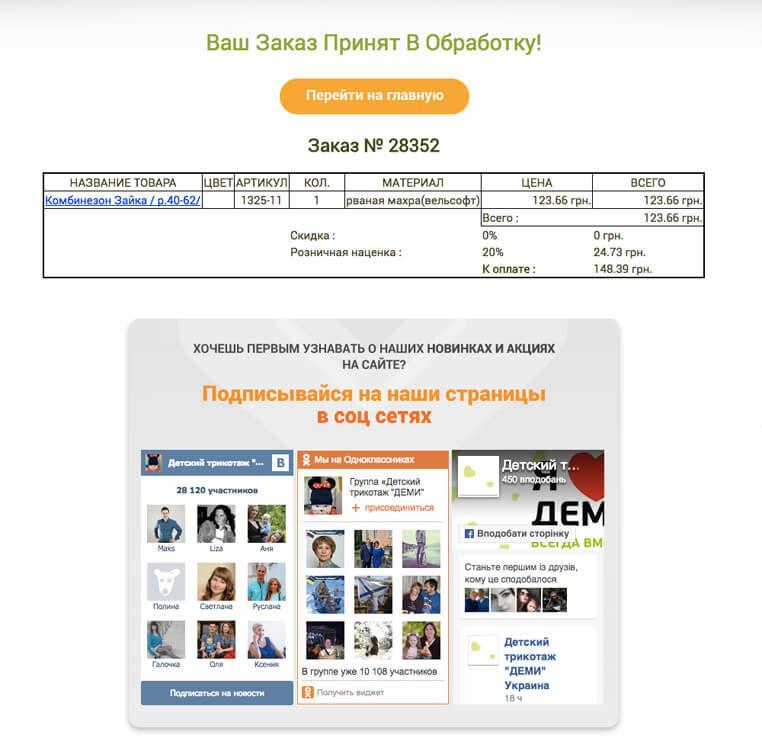 Ваш Заказ Принят В Обработку!
Перейти на главную
Заказ № 28352
НАЗВАНИЕ ТОВАРА ЦВЕТ АРТИКУЛ КОЛ. МАТЕРИАЛ ЦЕНА ВСЕГО
Комбинезон Зайка / р.40-62/ 1325-11 1 рваная махра(вельсофт) 123.66 грн. 123.66 грн.
Всего : 123.66 грн.
Скидка : 0% 0 грн.
Розничная наценка : 20% 24.73 грн.
К оплате : 148.39 грн.
ХОЧЕШЬ ПЕРВЫМ УЗНАВАТЬ О НАШИХ НОВИНКАХ И АКЦИЯХ
НА САЙТЕ?
Подписывайся на наши страницы
в соц сетях
Детский трикотаж "... В
28 120 участников
Maks Liza Аня
Полина Светлана Руслана
Галочка Оля Ксения
Подписаться на новости
Мы на Одноклассниках
Группа «Детский
трикотаж "ДЕМИ"
+ присоединиться
В группе уже 10 108 участников
Получить виджет
Детский т...
450 вподобань
Я
ДЕМ
ВСЕГДА ВМ
Вподобати сторінку
Станьте першим із друзів,
кому це сподобалося
Детский
трикотаж
"ДЕМИ"
Украина
18 ч